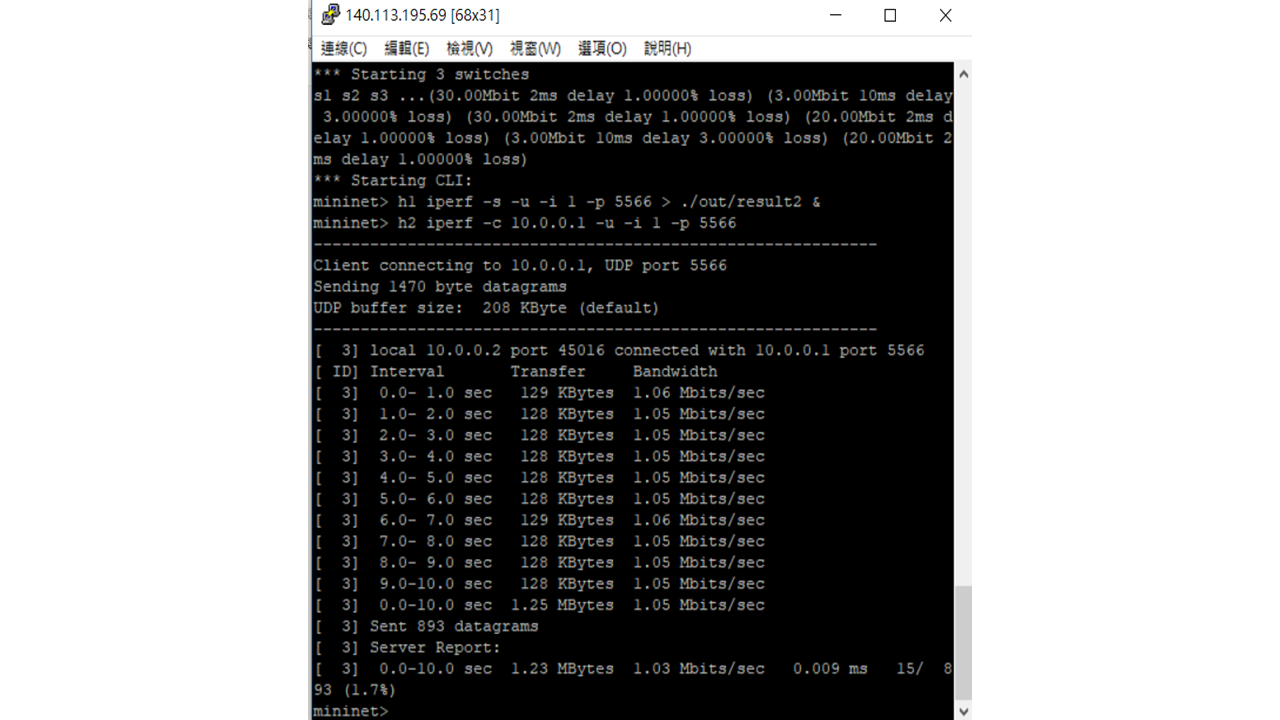 140.113.195.69 [68x31]
連線(C) 編輯(E) 檢視(V) 視窗(W) 選項(O) 說明(H)
*** Starting 3 switches
s1 s2 s3 ...(30.00Mbit 2ms delay 1.00000% loss) (3.00Mbit 10ms delay
 3.00000% loss) (30.00Mbit 2ms delay 1.00000% loss) (20.00Mbit 2ms d
elay 1.00000% loss) (3.00Mbit 10ms delay 3.00000% loss) (20.00Mbit 2
ms delay 1.00000% loss)
*** Starting CLI:
mininet> h1 iperf -s -u -i 1 -p 5566 > ./out/result2 &
mininet> h2 iperf -c 10.0.0.1 -u -i 1 -p 5566
------------------------------------------------------------
Client connecting to 10.0.0.1, UDP port 5566
Sending 1470 byte datagrams
UDP buffer size:  208 KByte (default)
------------------------------------------------------------
[  3] local 10.0.0.2 port 45016 connected with 10.0.0.1 port 5566
[ ID] Interval       Transfer     Bandwidth
[  3]  0.0- 1.0 sec   129 KBytes  1.06 Mbits/sec
[  3]  1.0- 2.0 sec   128 KBytes  1.05 Mbits/sec
[  3]  2.0- 3.0 sec   128 KBytes  1.05 Mbits/sec
[  3]  3.0- 4.0 sec   128 KBytes  1.05 Mbits/sec
[  3]  4.0- 5.0 sec   128 KBytes  1.05 Mbits/sec
[  3]  5.0- 6.0 sec   128 KBytes  1.05 Mbits/sec
[  3]  6.0- 7.0 sec   129 KBytes  1.06 Mbits/sec
[  3]  7.0- 8.0 sec   128 KBytes  1.05 Mbits/sec
[  3]  8.0- 9.0 sec   128 KBytes  1.05 Mbits/sec
[  3]  9.0-10.0 sec   128 KBytes  1.05 Mbits/sec
[  3]  0.0-10.0 sec  1.25 MBytes  1.05 Mbits/sec
[  3] Sent 893 datagrams
[  3] Server Report:
[  3]  0.0-10.0 sec  1.23 MBytes  1.03 Mbits/sec   0.009 ms   15/  8
93 (1.7%)
mininet>